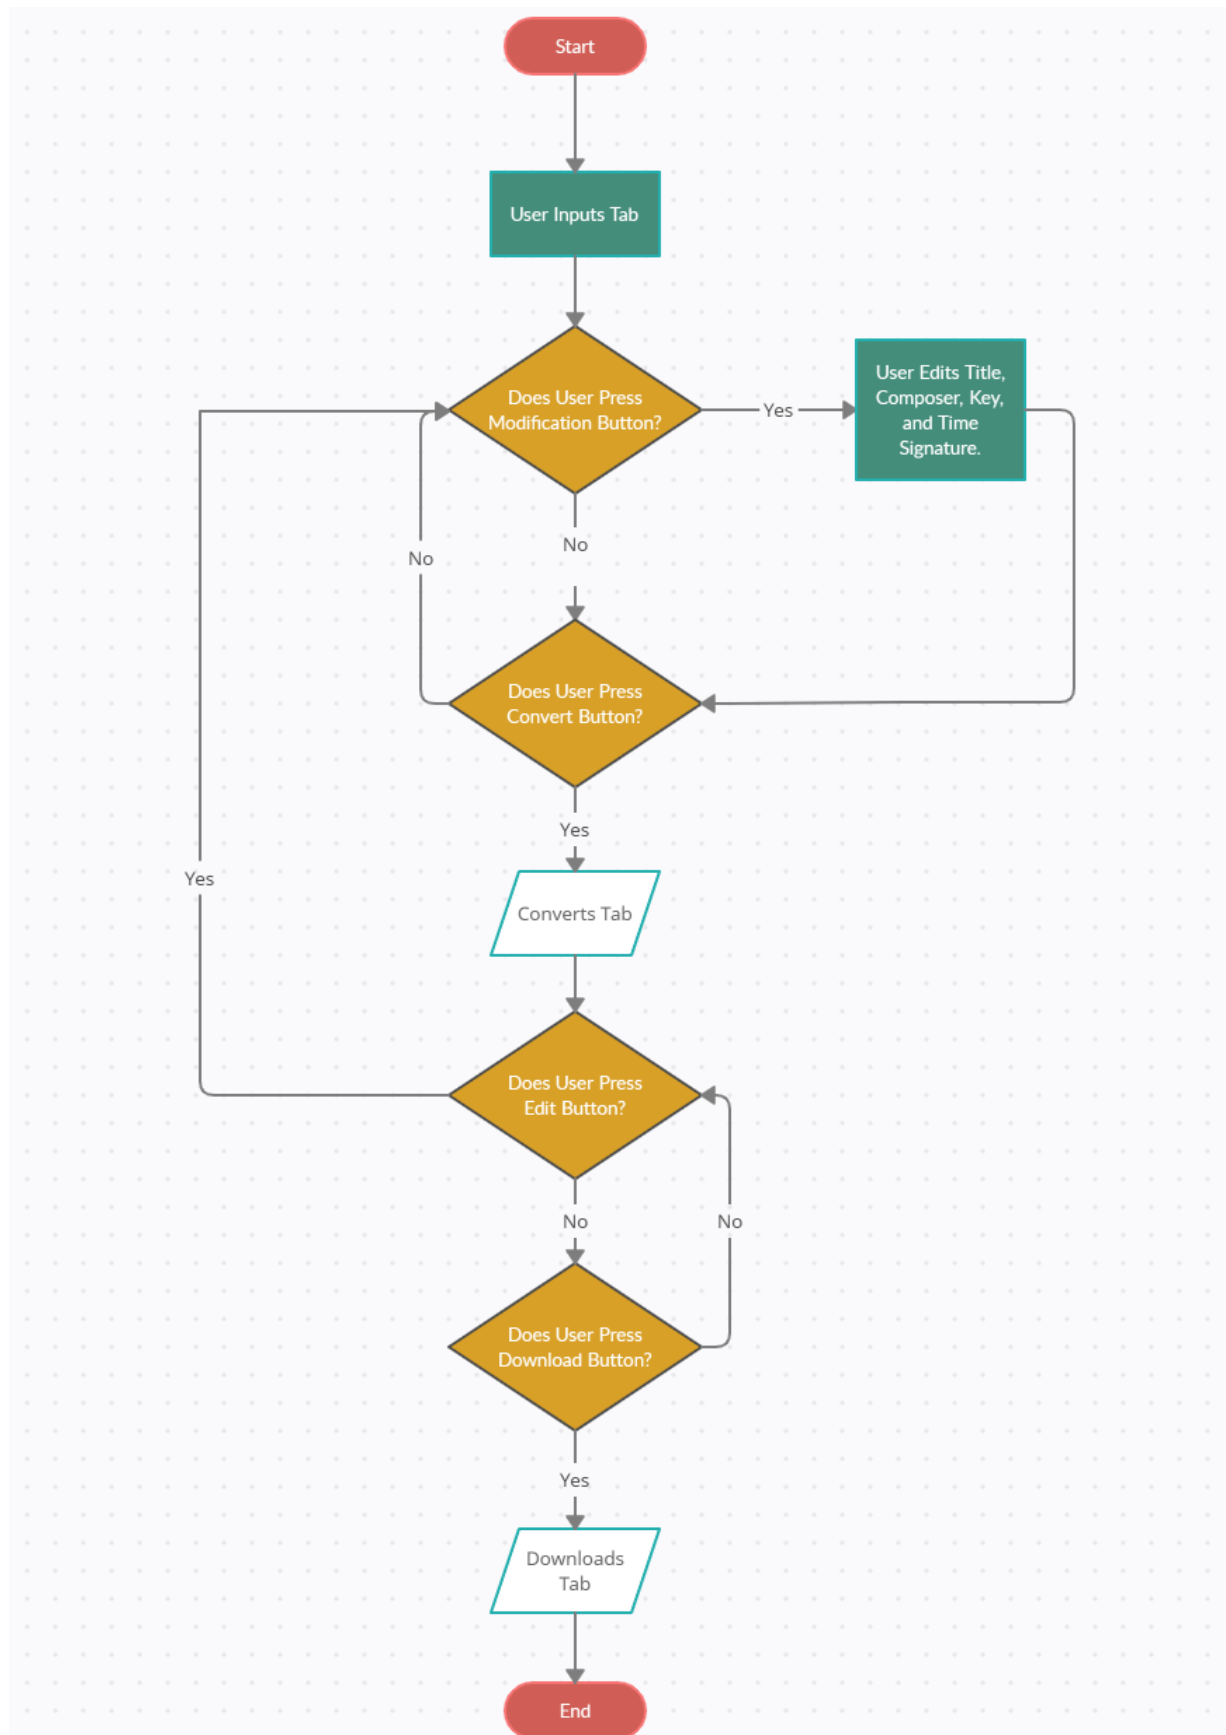 Start
User Inputs Tab
Does User Press
Modification Button?
Yes
User Edits Title,
Composer, Key,
and Time
Signature.
No
No
Does User Press
Convert Button?
Yes
Yes
Converts Tab
Does User Press
Edit Button?
No
No
Does User Press
Download Button?
Yes
Downloads
Tab
End